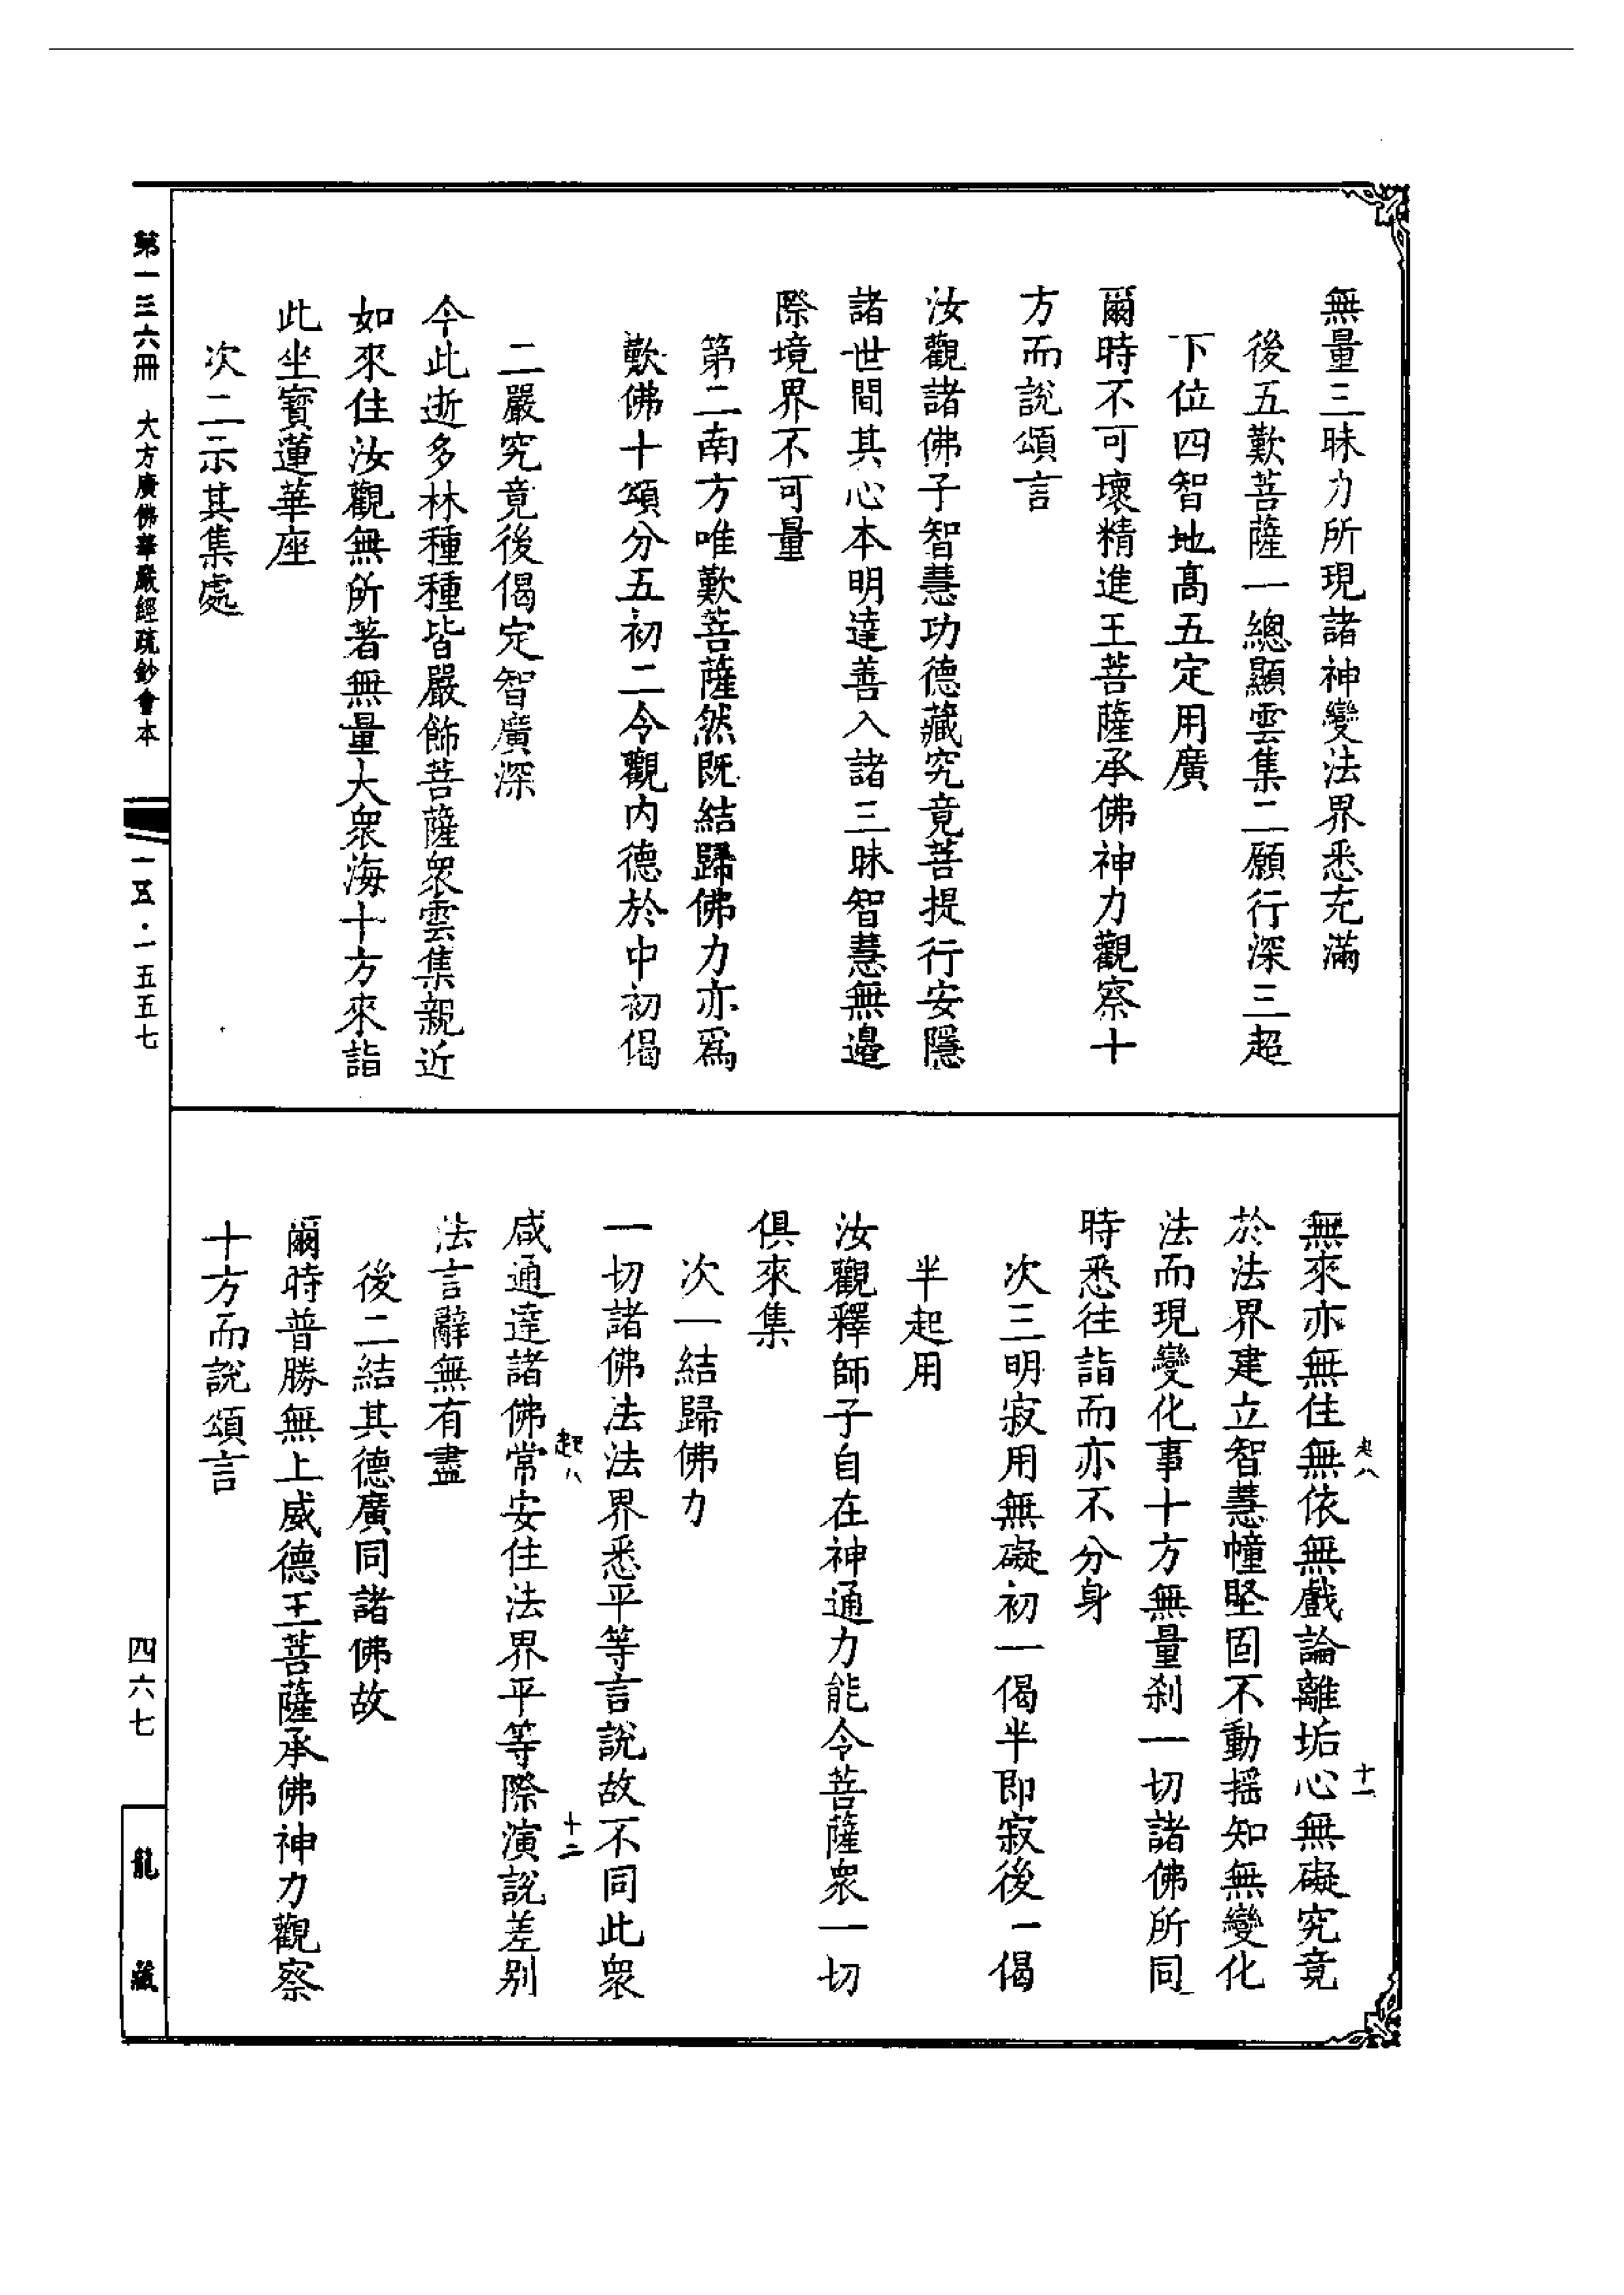 無量三昧力所現諸神變法界悉充滿
後五歎菩薩一總顯雲集二願行深三超
下位四智地高五定用廣
爾時不可壞精進王菩薩承佛神力觀察十
方而說頌言
汝觀諸佛子智慧功德藏究竟菩提行安隱
諸世間其心本明達善入諸三昧智慧無邊
際境界不可量
第二南方唯歎菩薩然既結歸佛力亦爲
歎佛十頌分五初二令觀內德於中初偈
二嚴究竟後偈定智廣深
今此逝多林種種皆嚴飾菩薩衆雲集親近
如來住汝觀無所著無量大衆海十方來詣
此坐寶蓮華座
次二示其集處
無來亦無住無依無戲論離垢心無礙究竟
於法界建立智慧幢堅固不動搖知無變化
法而現變化事十方無量刹一切諸佛所同
時悉往詣而亦不分身
次三明寂用無礙初一偈半即寂後一偈
半起用
汝觀釋師子自在神通力能令菩薩衆一切
俱來集
次一結歸佛力
一切諸佛法法界悉平等言說故不同此衆
咸通達諸佛常安住法界平等際演說差别
法言辭無有盡
後二結其德廣同諸佛故
爾時普勝無上威德王菩薩承佛神力觀察
十方而說頌言
起八
十一
起八
十二
第一三六冊 大方廣佛華嚴經疏鈔會本
一三五·一五五七
四六七
龍藏